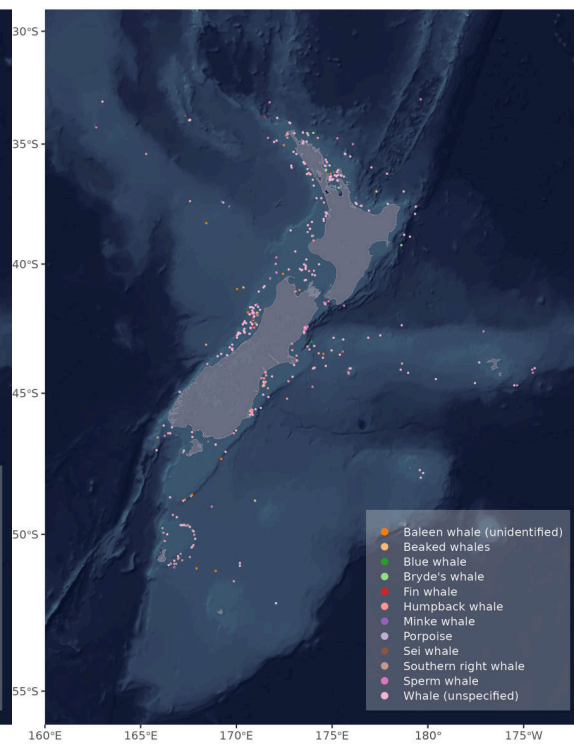 30°S
35°S
40°S
45°S
50°S
55°S
Baleen whale (unidentified)
Beaked whales
Blue whale
Bryde's whale
Fin whale
Humpback whale
Minke whale
Porpoise
Sei whale
Southern right whale
Sperm whale
Whale (unspecified)
160°E
165°E
170°E
175°E
180°
175°W